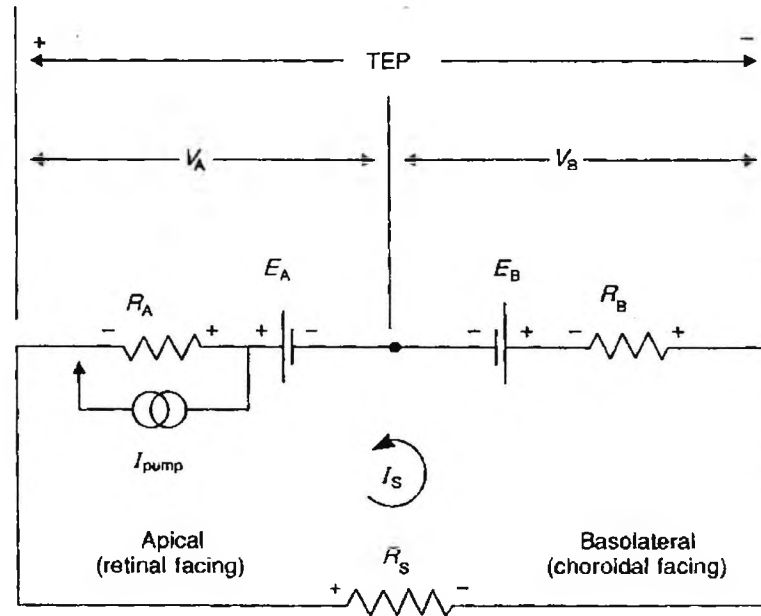 + TEP −
V_A V_B
E_A E_B
R_A R_B
− + + − − + − +
I_pump
I_S
Apical Basolateral
(retinal facing) R_S (choroidal facing)
+ −